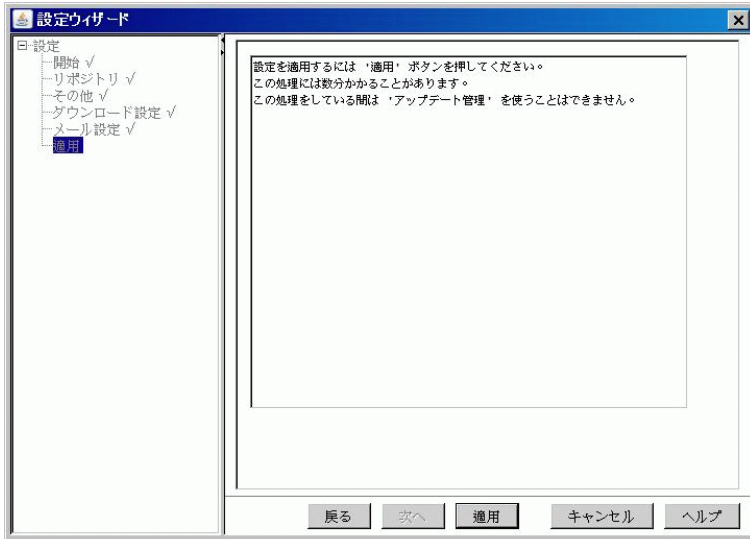 設定ウィザード
設定
開始 √
リポジトリ √
その他 √
ダウンロード設定 √
メール設定 √
適用
設定を適用するには '適用' ボタンを押してください。
この処理には数分かかることがあります。
この処理をしている間は 'アップデート管理' を使うことはできません。
戻る
次へ
適用
キャンセル
ヘルプ